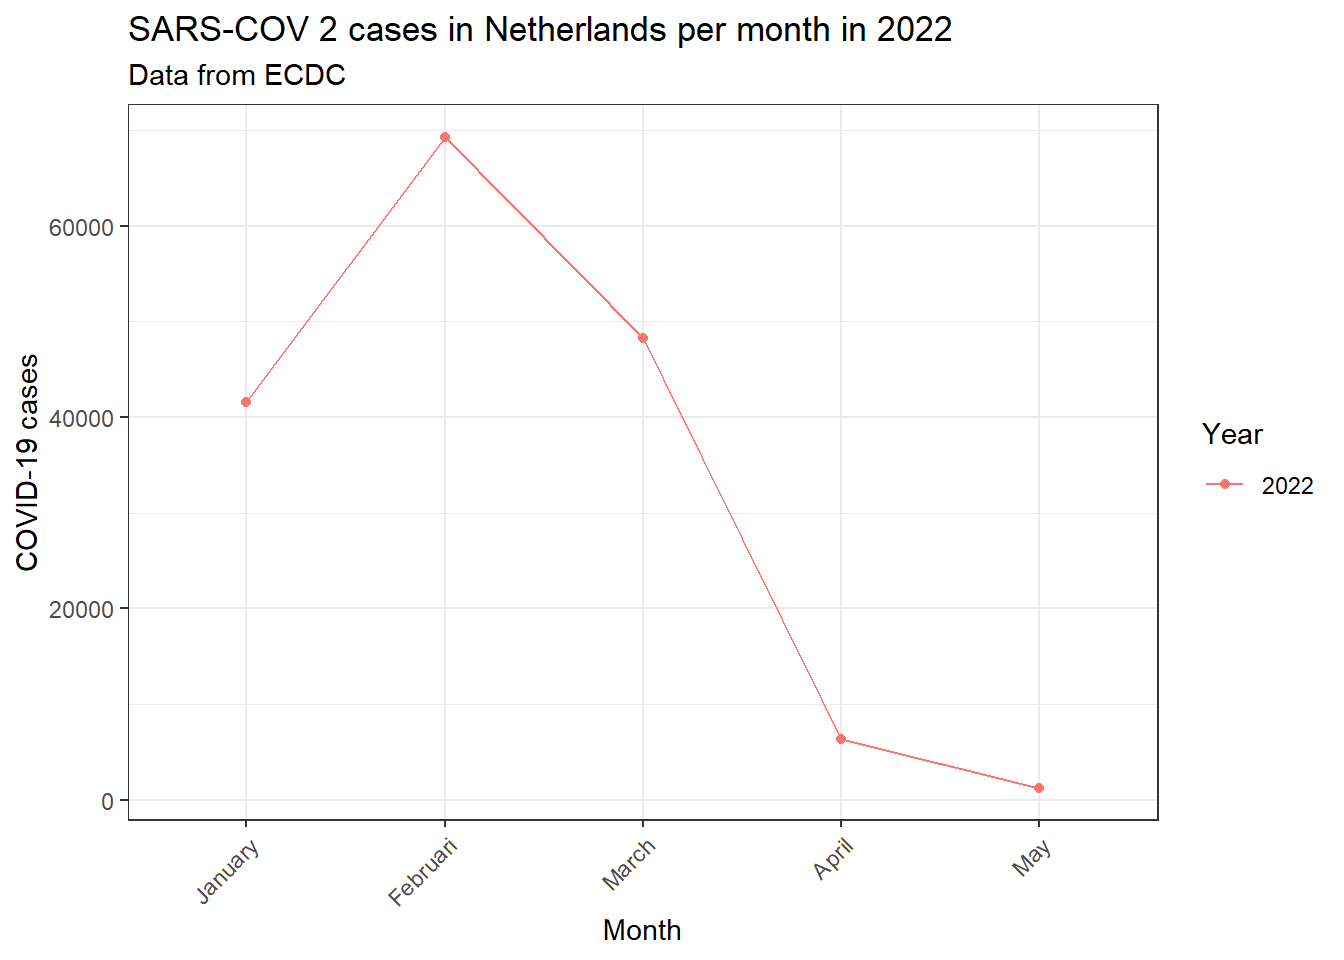 SARS-COV 2 cases in Netherlands per month in 2022
Data from ECDC
COVID-19 cases
60000
40000
20000
0
January
Februari
March
April
May
Month
Year
2022